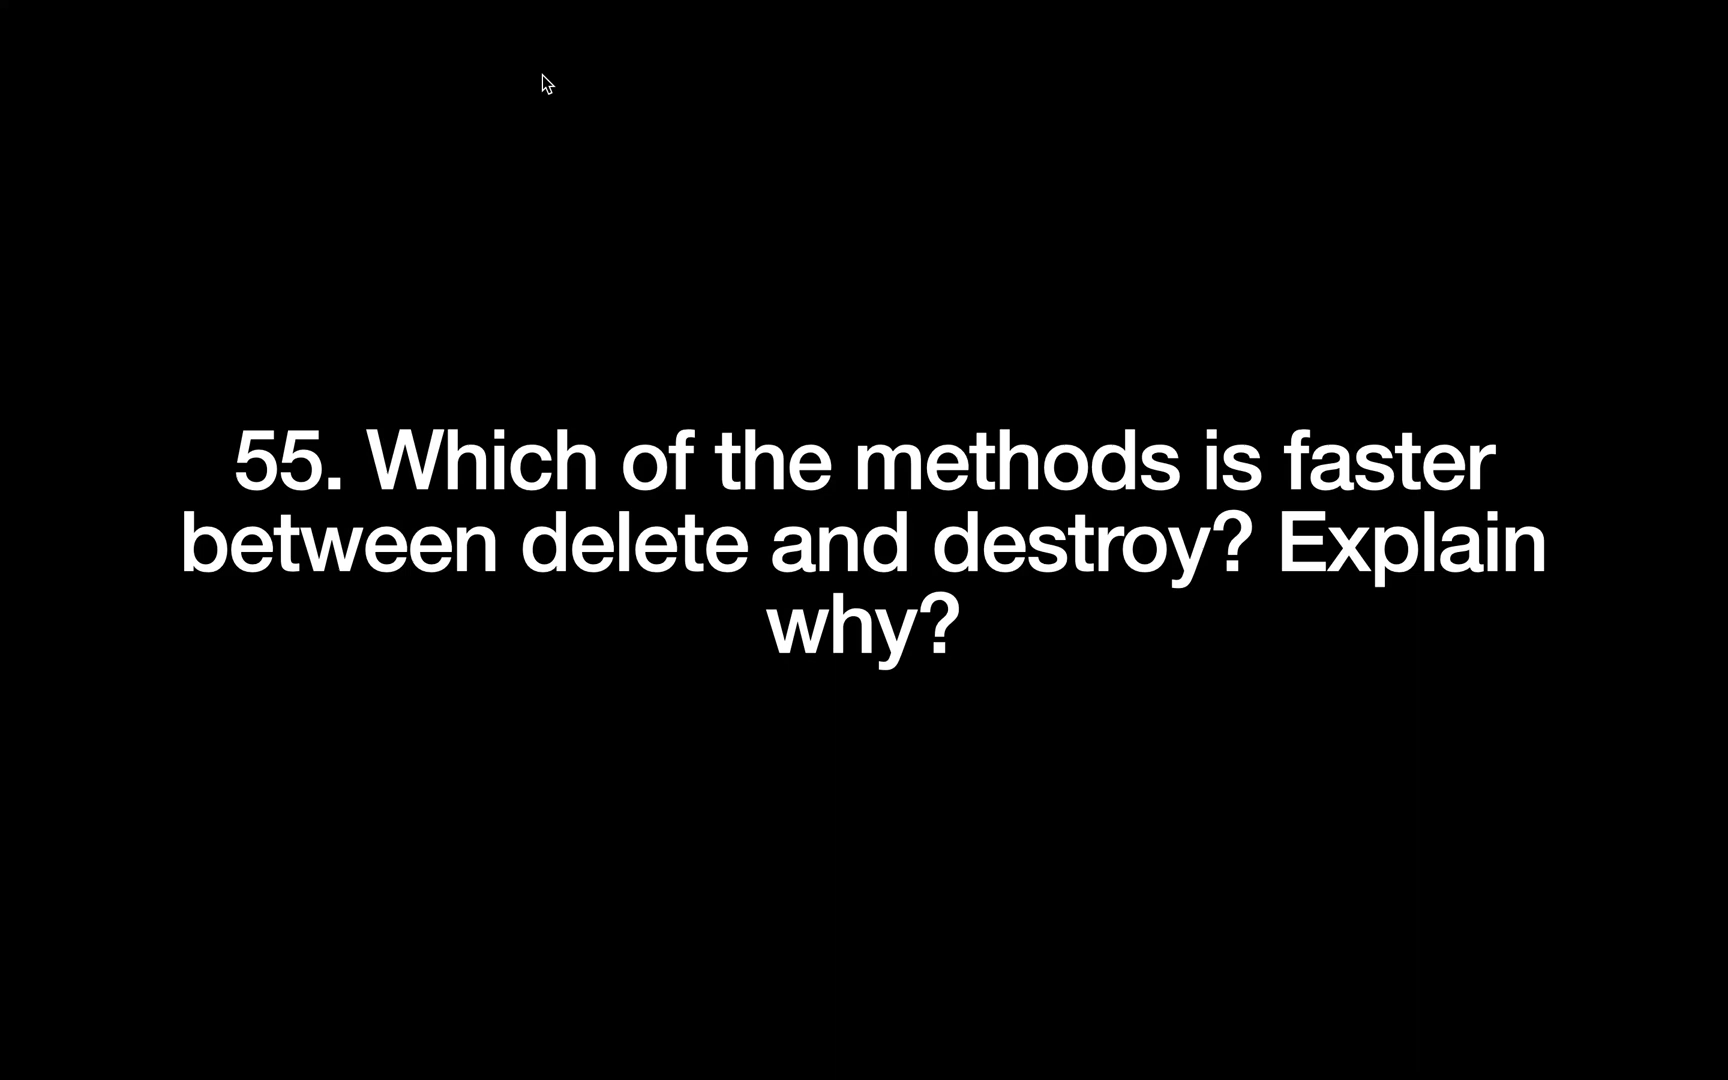 55. Which of the methods is faster
between delete and destroy? Explain
why?